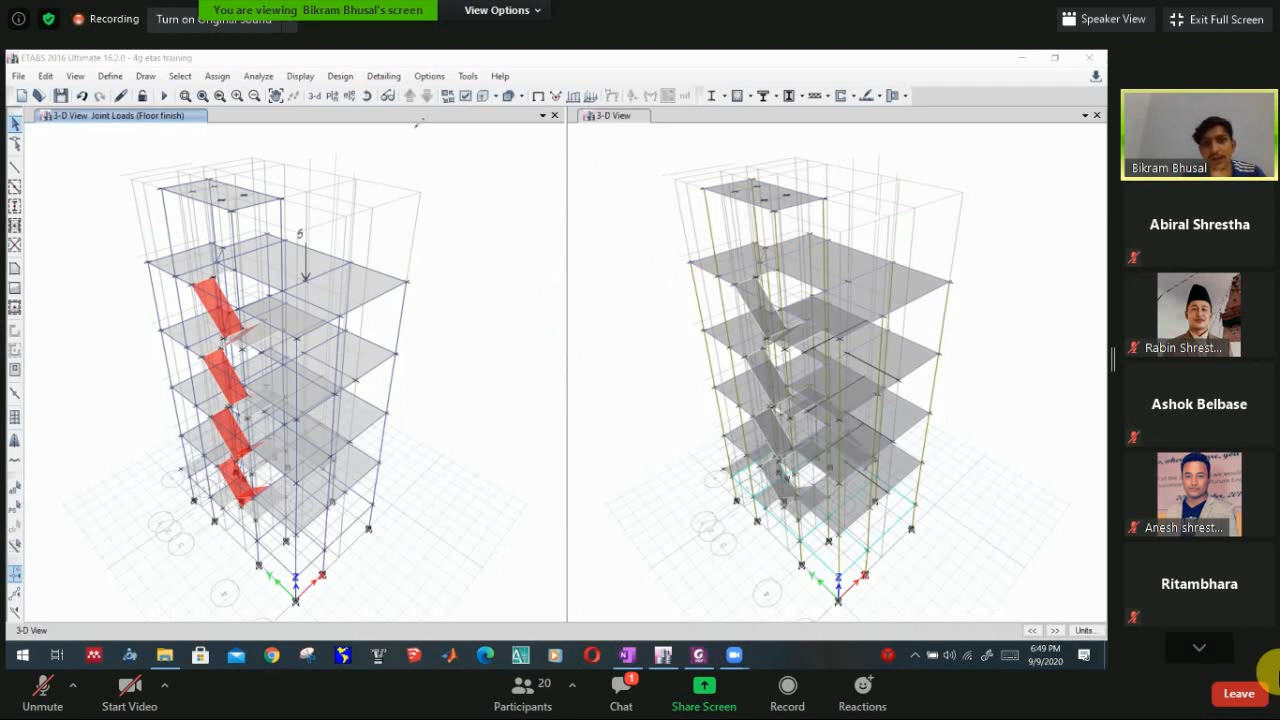 You are viewing Bikram Bhusal's screen
View Options
Recording
Turn on Original Sound
Speaker View
Exit Full Screen
ETABS 2016 Ultimate 16.2.0 - 4g etas training
File Edit View Define Draw Select Assign Analyze Display Design Detailing Options Tools Help
3-d
3-D View Joint Loads (Floor finish)
3-D View
5
Y Z X
Y Z X
3-D View
<< >> Units...
Bikram Bhusal
Abiral Shrestha
Rabin Shrest...
Ashok Belbase
Anesh shrest...
Ritambhara
6:49 PM
9/9/2020
Unmute
Start Video
20
Participants
1
Chat
Share Screen
Record
Reactions
Leave